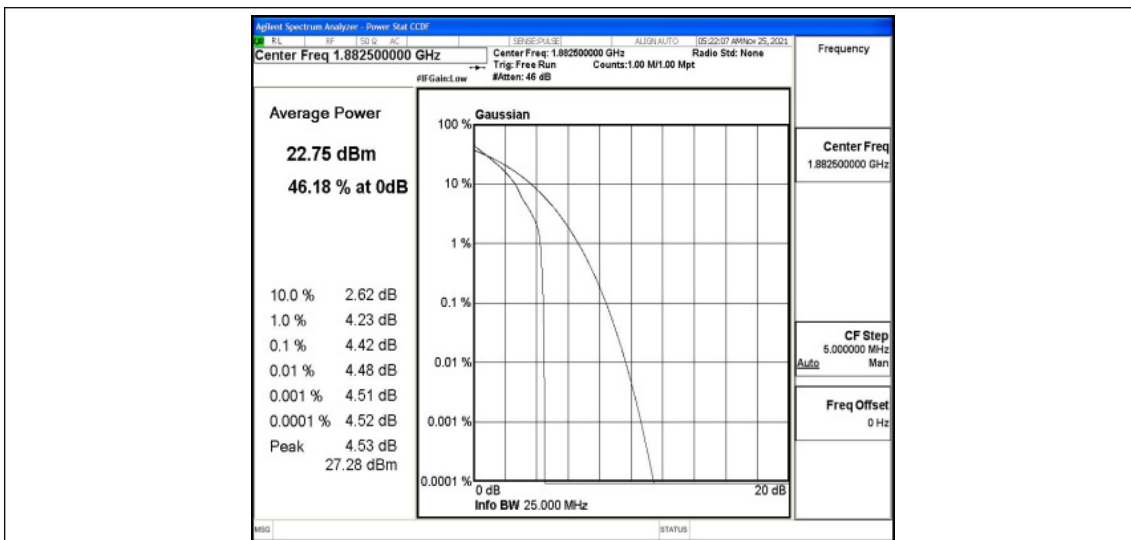 Agilent Spectrum Analyzer - Power Stat CCDF
RL RF 50 Ω AC SENSE:PULSE ALIGN AUTO 05:22:07 AM Nov 25, 2021
Center Freq 1.882500000 GHz
Center Freq: 1.882500000 GHz Radio Std: None
Trig: Free Run Counts:1.00 M/1.00 Mpt
#IFGain:Low #Atten: 46 dB
Frequency
Average Power
22.75 dBm
46.18 % at 0dB
10.0 % 2.62 dB
1.0 % 4.23 dB
0.1 % 4.42 dB
0.01 % 4.48 dB
0.001 % 4.51 dB
0.0001 % 4.52 dB
Peak 4.53 dB
27.28 dBm
Gaussian
100 %
10 %
1 %
0.1 %
0.01 %
0.001 %
0.0001 %
0 dB 20 dB
Info BW 25.000 MHz
Center Freq
1.882500000 GHz
CF Step
5.000000 MHz
Auto Man
Freq Offset
0 Hz
MSG STATUS